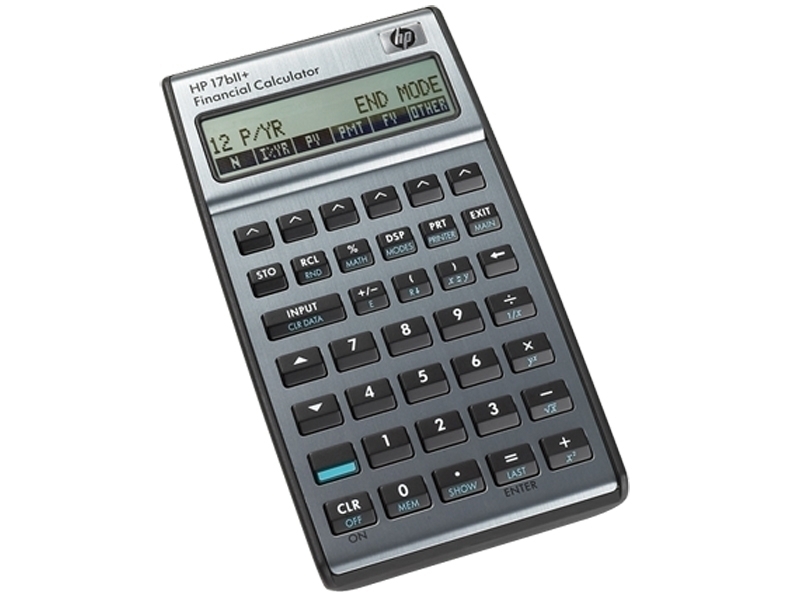 hp
HP 17bII+
Financial Calculator
12 P/YR END MODE
N I%YR PV PMT FV OTHER
STO RCL % DSP PRT EXIT
RND MATH MODES PRINTER MAIN
INPUT +/− ( ) ←
CLR DATA E R↓ x≷y
7 8 9 ÷
1/x
4 5 6 ×
y²
1 2 3 −
√x
CLR 0 . = +
OFF MEM SHOW LAST x²
ON ENTER